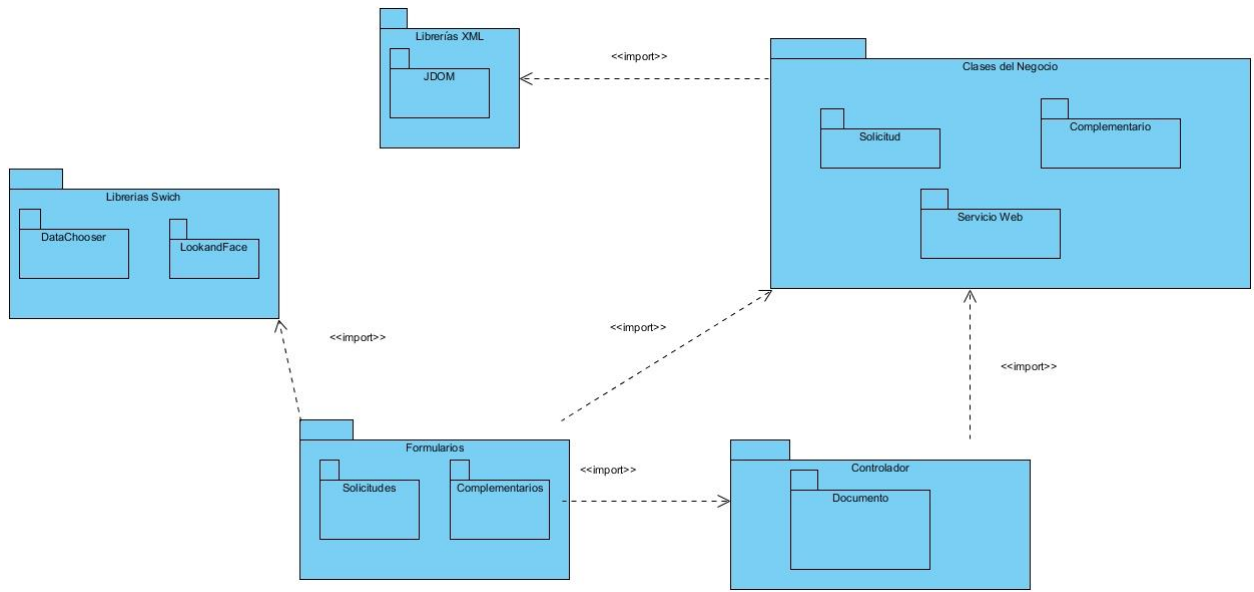 Librerías XML
JDOM
<<import>>
Clases del Negocio
Solicitud
Complementario
Servicio Web
Librerias Swich
DataChooser
LookandFace
<<import>>
<<import>>
<<import>>
Formularios
Solicitudes
Complementarios
<<import>>
Controlador
Documento